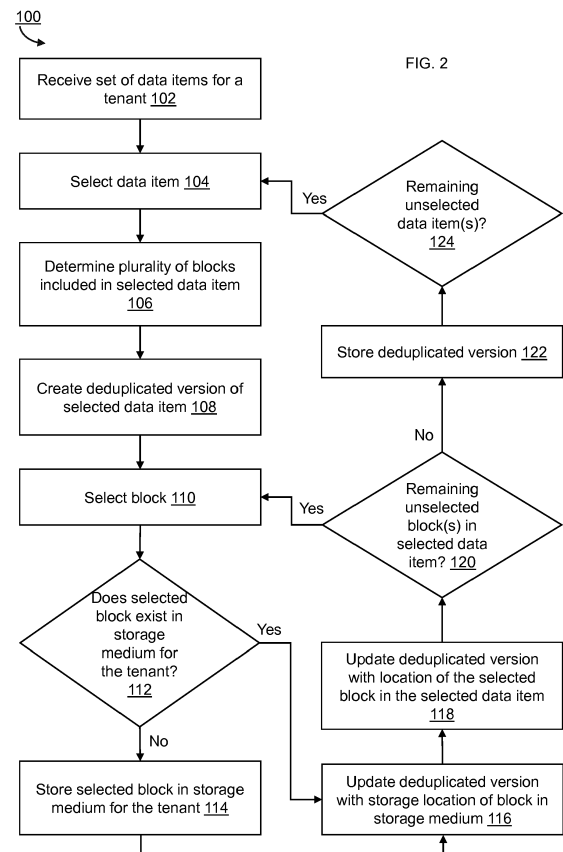 100
FIG. 2
Receive set of data items for a
tenant 102
Select data item 104
Determine plurality of blocks
included in selected data item
106
Create deduplicated version of
selected data item 108
Select block 110
Does selected
block exist in
storage
medium for
the tenant?
112
Yes
No
Store selected block in storage
medium for the tenant 114
Update deduplicated version
with storage location of block in
storage medium 116
Update deduplicated version
with location of the selected
block in the selected data item
118
Remaining
unselected
block(s) in
selected data
item? 120
Yes
No
Store deduplicated version 122
Remaining
unselected
data item(s)?
124
Yes